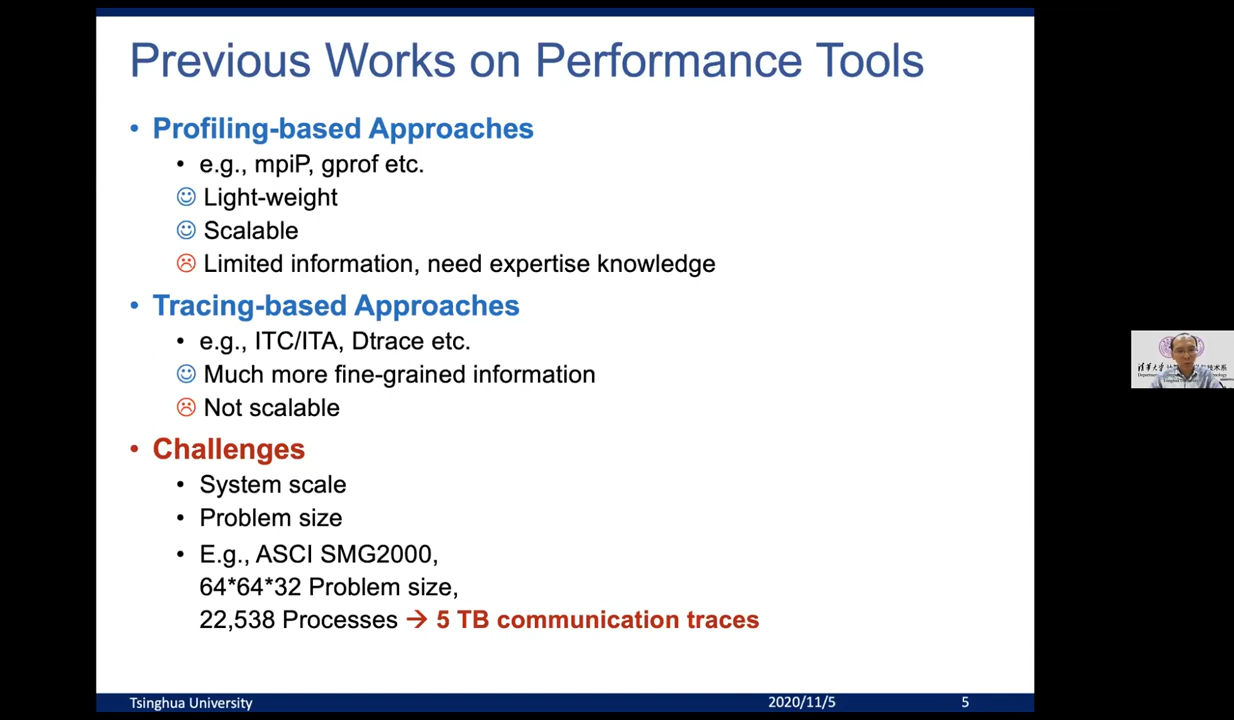 Previous Works on Performance Tools
• Profiling-based Approaches
• e.g., mpiP, gprof etc.
☺ Light-weight
☺ Scalable
☹ Limited information, need expertise knowledge
• Tracing-based Approaches
• e.g., ITC/ITA, Dtrace etc.
☺ Much more fine-grained information
☹ Not scalable
• Challenges
• System scale
• Problem size
• E.g., ASCI SMG2000,
64*64*32 Problem size,
22,538 Processes → 5 TB communication traces
Tsinghua University 2020/11/5 5